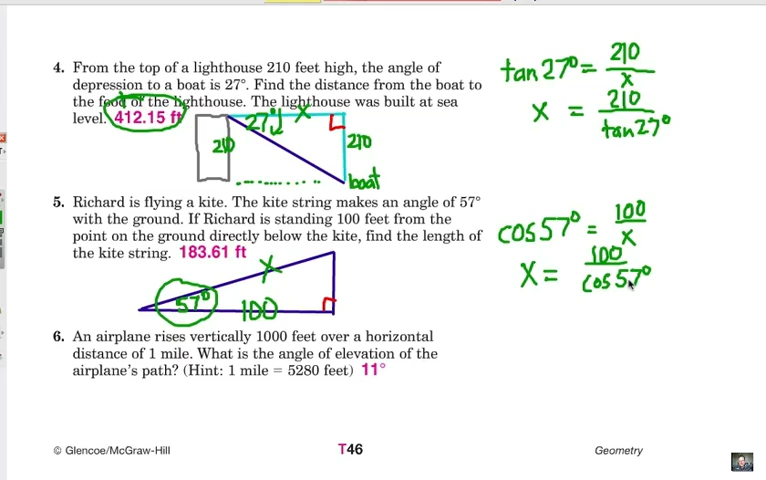 4. From the top of a lighthouse 210 feet high, the angle of
depression to a boat is 27°. Find the distance from the boat to
the foot of the lighthouse. The lighthouse was built at sea
level. 412.15 ft
27° x
210
210
boat
tan 27° = 210/x
x = 210/tan 27°
5. Richard is flying a kite. The kite string makes an angle of 57°
with the ground. If Richard is standing 100 feet from the
point on the ground directly below the kite, find the length of
the kite string. 183.61 ft
x
57° 100
cos 57° = 100/x
x = 100/cos 57°
6. An airplane rises vertically 1000 feet over a horizontal
distance of 1 mile. What is the angle of elevation of the
airplane's path? (Hint: 1 mile = 5280 feet) 11°
© Glencoe/McGraw-Hill T46 Geometry